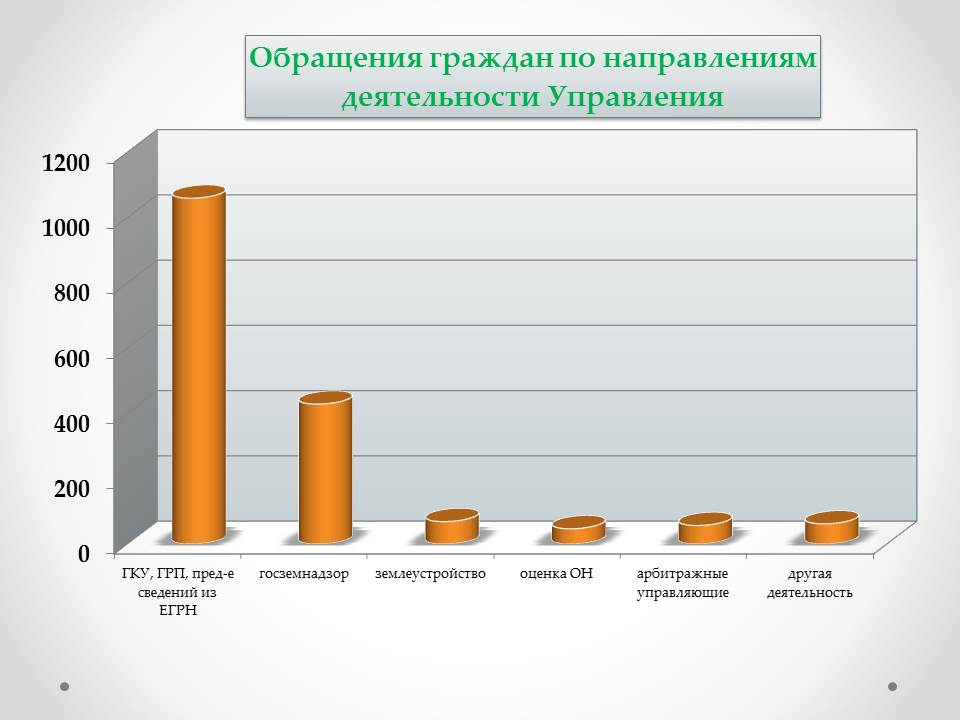 Обращения граждан по направлениям
деятельности Управления
1200
1000
800
600
400
200
0
ГКУ, ГРП, пред-е
сведений из
ЕГРН
госземнадзор
землеустройство
оценка ОН
арбитражные
управляющие
другая
деятельность